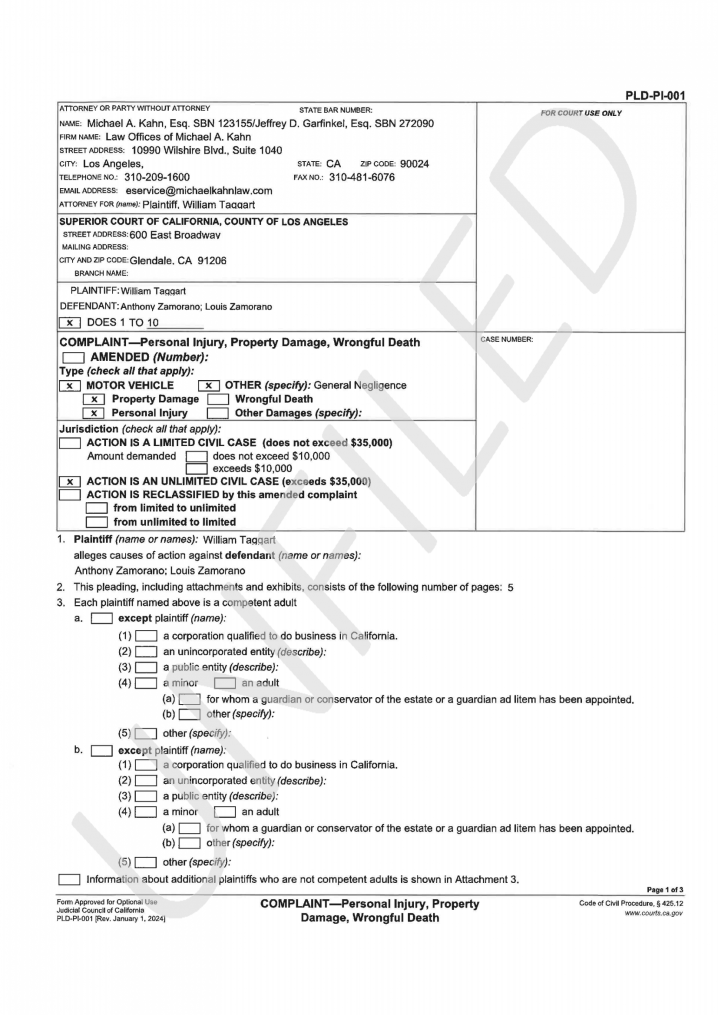 PLD-PI-001
ATTORNEY OR PARTY WITHOUT ATTORNEY STATE BAR NUMBER:
FOR COURT USE ONLY
NAME: Michael A. Kahn, Esq. SBN 123155/Jeffrey D. Garfinkel, Esq. SBN 272090
FIRM NAME: Law Offices of Michael A. Kahn
STREET ADDRESS: 10990 Wilshire Blvd., Suite 1040
CITY: Los Angeles, STATE: CA ZIP CODE: 90024
TELEPHONE NO.: 310-209-1600 FAX NO.: 310-481-6076
EMAIL ADDRESS: eservice@michaelkahnlaw.com
ATTORNEY FOR (name): Plaintiff, William Taggart
SUPERIOR COURT OF CALIFORNIA, COUNTY OF LOS ANGELES
STREET ADDRESS: 600 East Broadway
MAILING ADDRESS:
CITY AND ZIP CODE: Glendale, CA 91206
BRANCH NAME:
PLAINTIFF: William Taggart
DEFENDANT: Anthony Zamorano; Louis Zamorano
x DOES 1 TO 10
COMPLAINT—Personal Injury, Property Damage, Wrongful Death
CASE NUMBER:
AMENDED (Number):
Type (check all that apply):
x MOTOR VEHICLE x OTHER (specify): General Negligence
x Property Damage Wrongful Death
x Personal Injury Other Damages (specify):
Jurisdiction (check all that apply):
ACTION IS A LIMITED CIVIL CASE (does not exceed $35,000)
Amount demanded does not exceed $10,000
exceeds $10,000
x ACTION IS AN UNLIMITED CIVIL CASE (exceeds $35,000)
ACTION IS RECLASSIFIED by this amended complaint
from limited to unlimited
from unlimited to limited
1. Plaintiff (name or names): William Taggart
alleges causes of action against defendant (name or names):
Anthony Zamorano; Louis Zamorano
2. This pleading, including attachments and exhibits, consists of the following number of pages: 5
3. Each plaintiff named above is a competent adult
a. except plaintiff (name):
(1) a corporation qualified to do business in California.
(2) an unincorporated entity (describe):
(3) a public entity (describe):
(4) a minor an adult
(a) for whom a guardian or conservator of the estate or a guardian ad litem has been appointed.
(b) other (specify):
(5) other (specify):
b. except plaintiff (name):
(1) a corporation qualified to do business in California.
(2) an unincorporated entity (describe):
(3) a public entity (describe):
(4) a minor an adult
(a) for whom a guardian or conservator of the estate or a guardian ad litem has been appointed.
(b) other (specify):
(5) other (specify):
Information about additional plaintiffs who are not competent adults is shown in Attachment 3.
Page 1 of 3
Form Approved for Optional Use
Judicial Council of California
PLD-PI-001 [Rev. January 1, 2024]
COMPLAINT—Personal Injury, Property
Damage, Wrongful Death
Code of Civil Procedure, § 425.12
www.courts.ca.gov
UNFILED